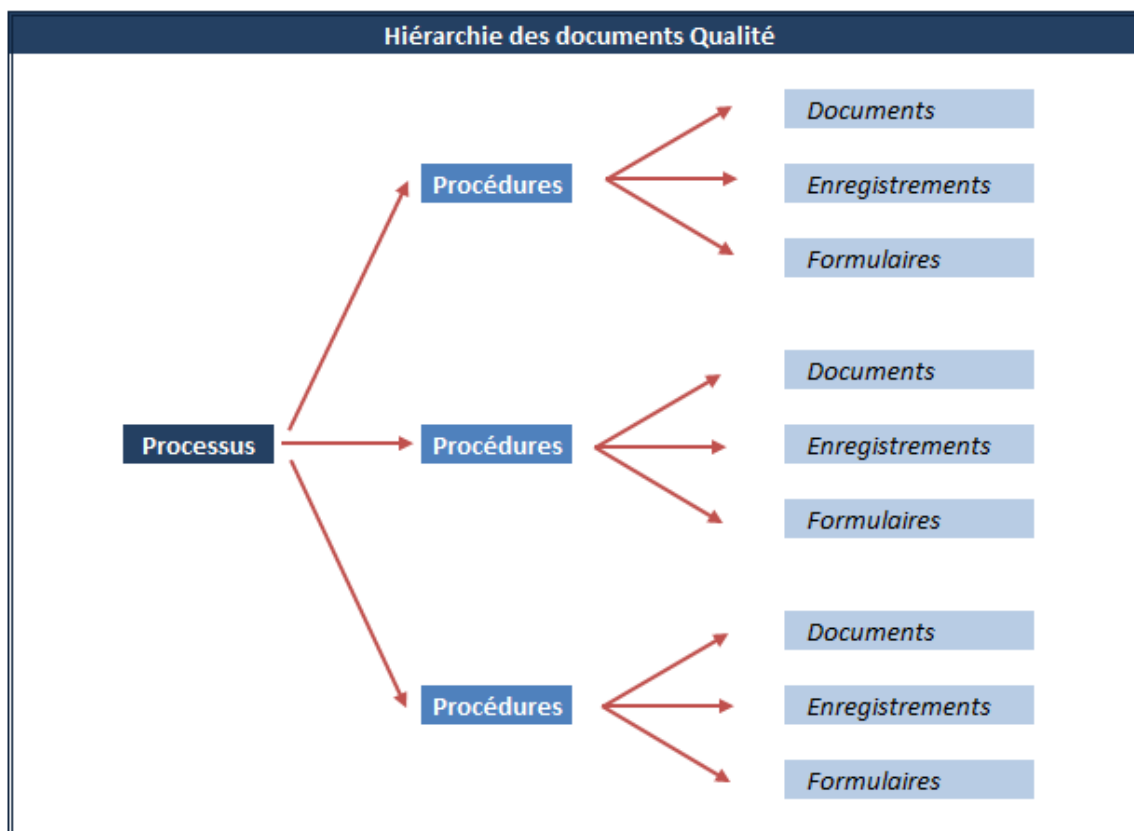 Hiérarchie des documents Qualité
Documents
Procédures
Enregistrements
Formulaires
Documents
Processus
Procédures
Enregistrements
Formulaires
Documents
Procédures
Enregistrements
Formulaires